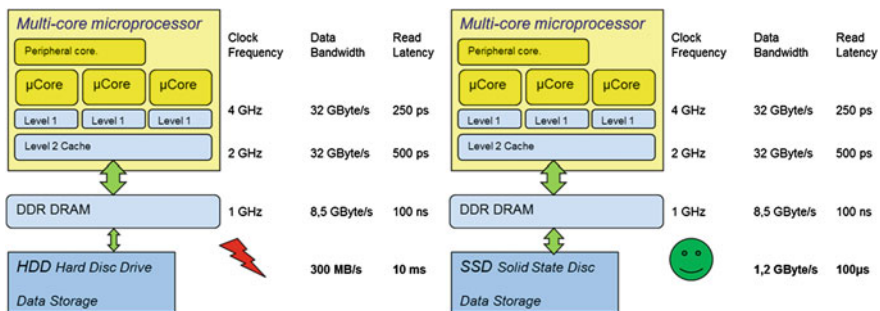 Multi-core microprocessor
Peripheral core.
µCore µCore µCore
Level 1 Level 1 Level 1
Level 2 Cache
DDR DRAM
HDD Hard Disc Drive
Data Storage
Clock Frequency Data Bandwidth Read Latency
4 GHz 32 GByte/s 250 ps
2 GHz 32 GByte/s 500 ps
1 GHz 8,5 GByte/s 100 ns
300 MB/s 10 ms
Multi-core microprocessor
Peripheral core.
µCore µCore µCore
Level 1 Level 1 Level 1
Level 2 Cache
DDR DRAM
SSD Solid State Disc
Data Storage
Clock Frequency Data Bandwidth Read Latency
4 GHz 32 GByte/s 250 ps
2 GHz 32 GByte/s 500 ps
1 GHz 8,5 GByte/s 100 ns
1,2 GByte/s 100µs